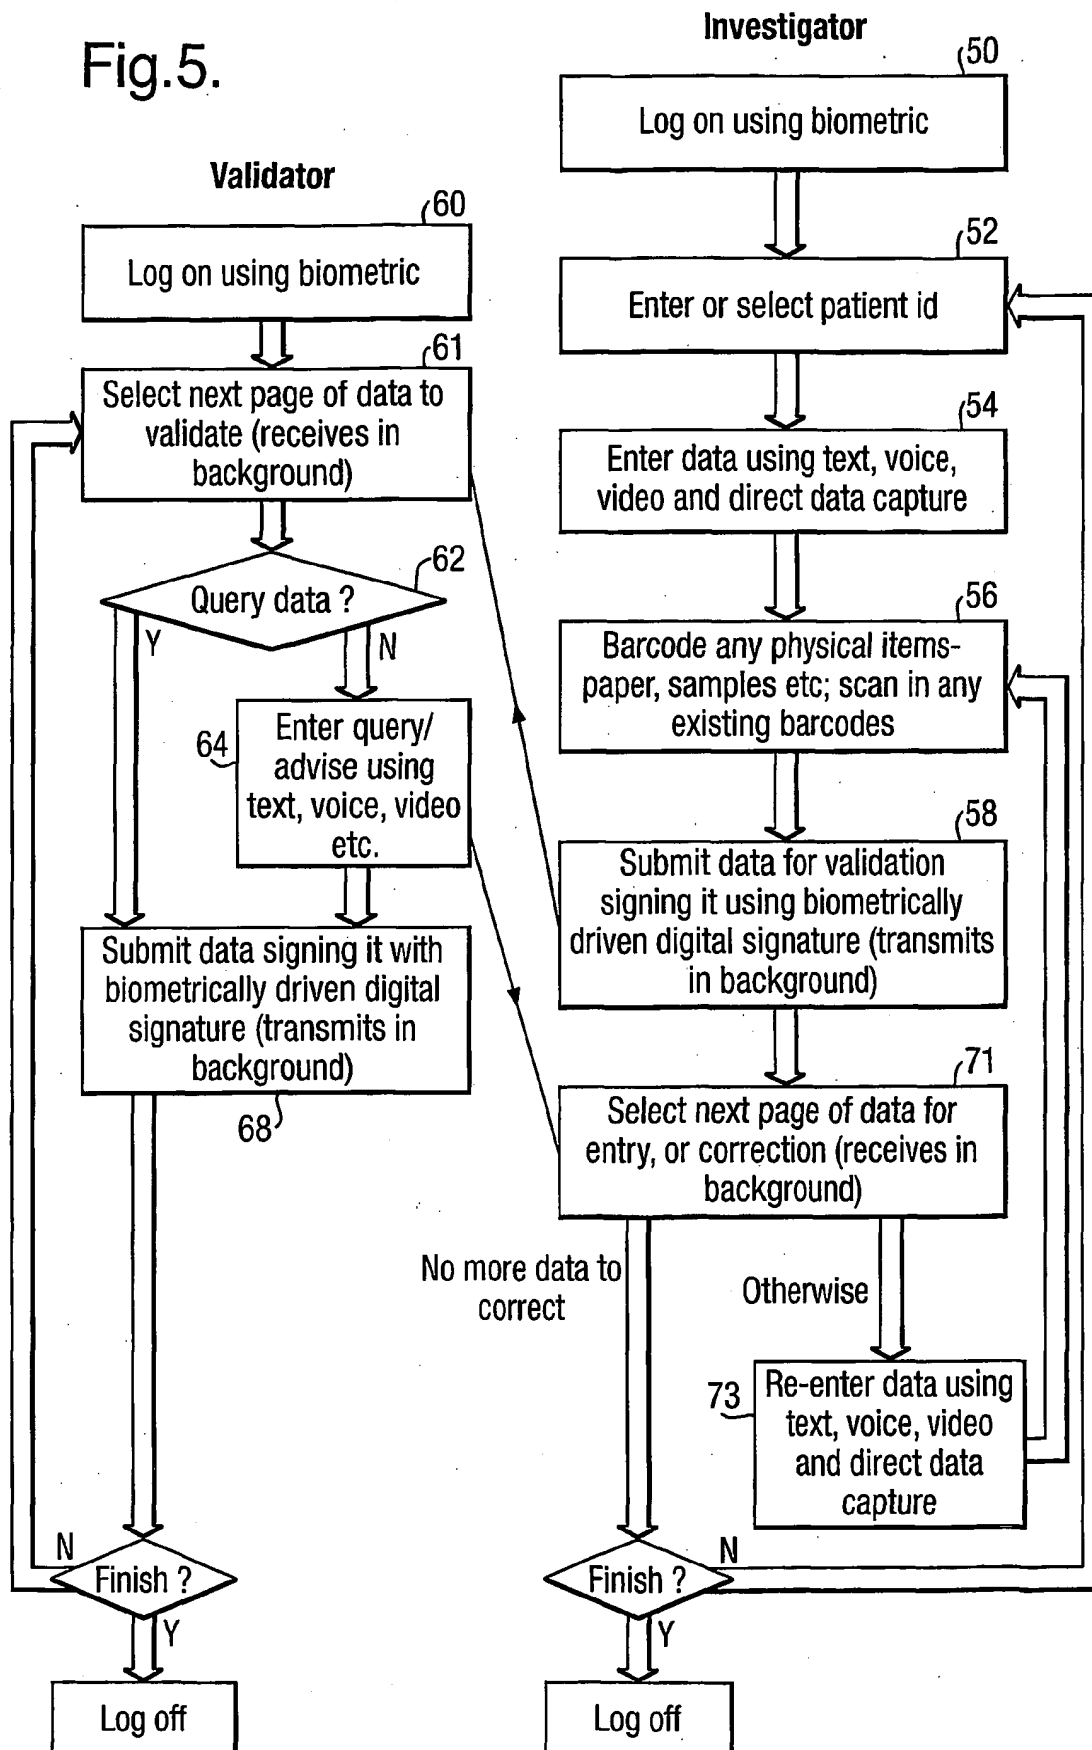 Fig.5.
Validator
60
Log on using biometric
61
Select next page of data to
validate (receives in
background)
62
Query data ?
Y
N
64
Enter query/
advise using
text, voice, video
etc.
Submit data signing it with
biometrically driven digital
signature (transmits in
background)
68
N
Finish ?
Y
Log off
Investigator
50
Log on using biometric
52
Enter or select patient id
54
Enter data using text, voice,
video and direct data capture
56
Barcode any physical items-
paper, samples etc; scan in any
existing barcodes
58
Submit data for validation
signing it using biometrically
driven digital signature (transmits
in background)
71
Select next page of data for
entry, or correction (receives in
background)
No more data to
correct
Otherwise
73
Re-enter data using
text, voice, video
and direct data
capture
N
Finish ?
Y
Log off